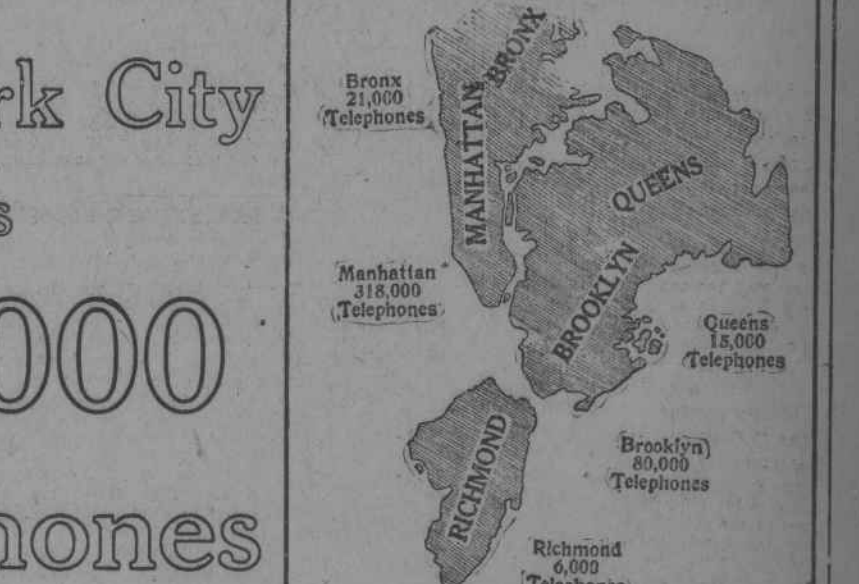 rk City
s
000
hones
BRONX
Bronx
21,000
Telephones
MANHATTAN
QUEENS
Manhattan
318,000
Telephones
BROOKLYN
Queens
15,000
Telephones
RICHMOND
Brooklyn
80,000
Telephones
Richmond
6,000
Telephones